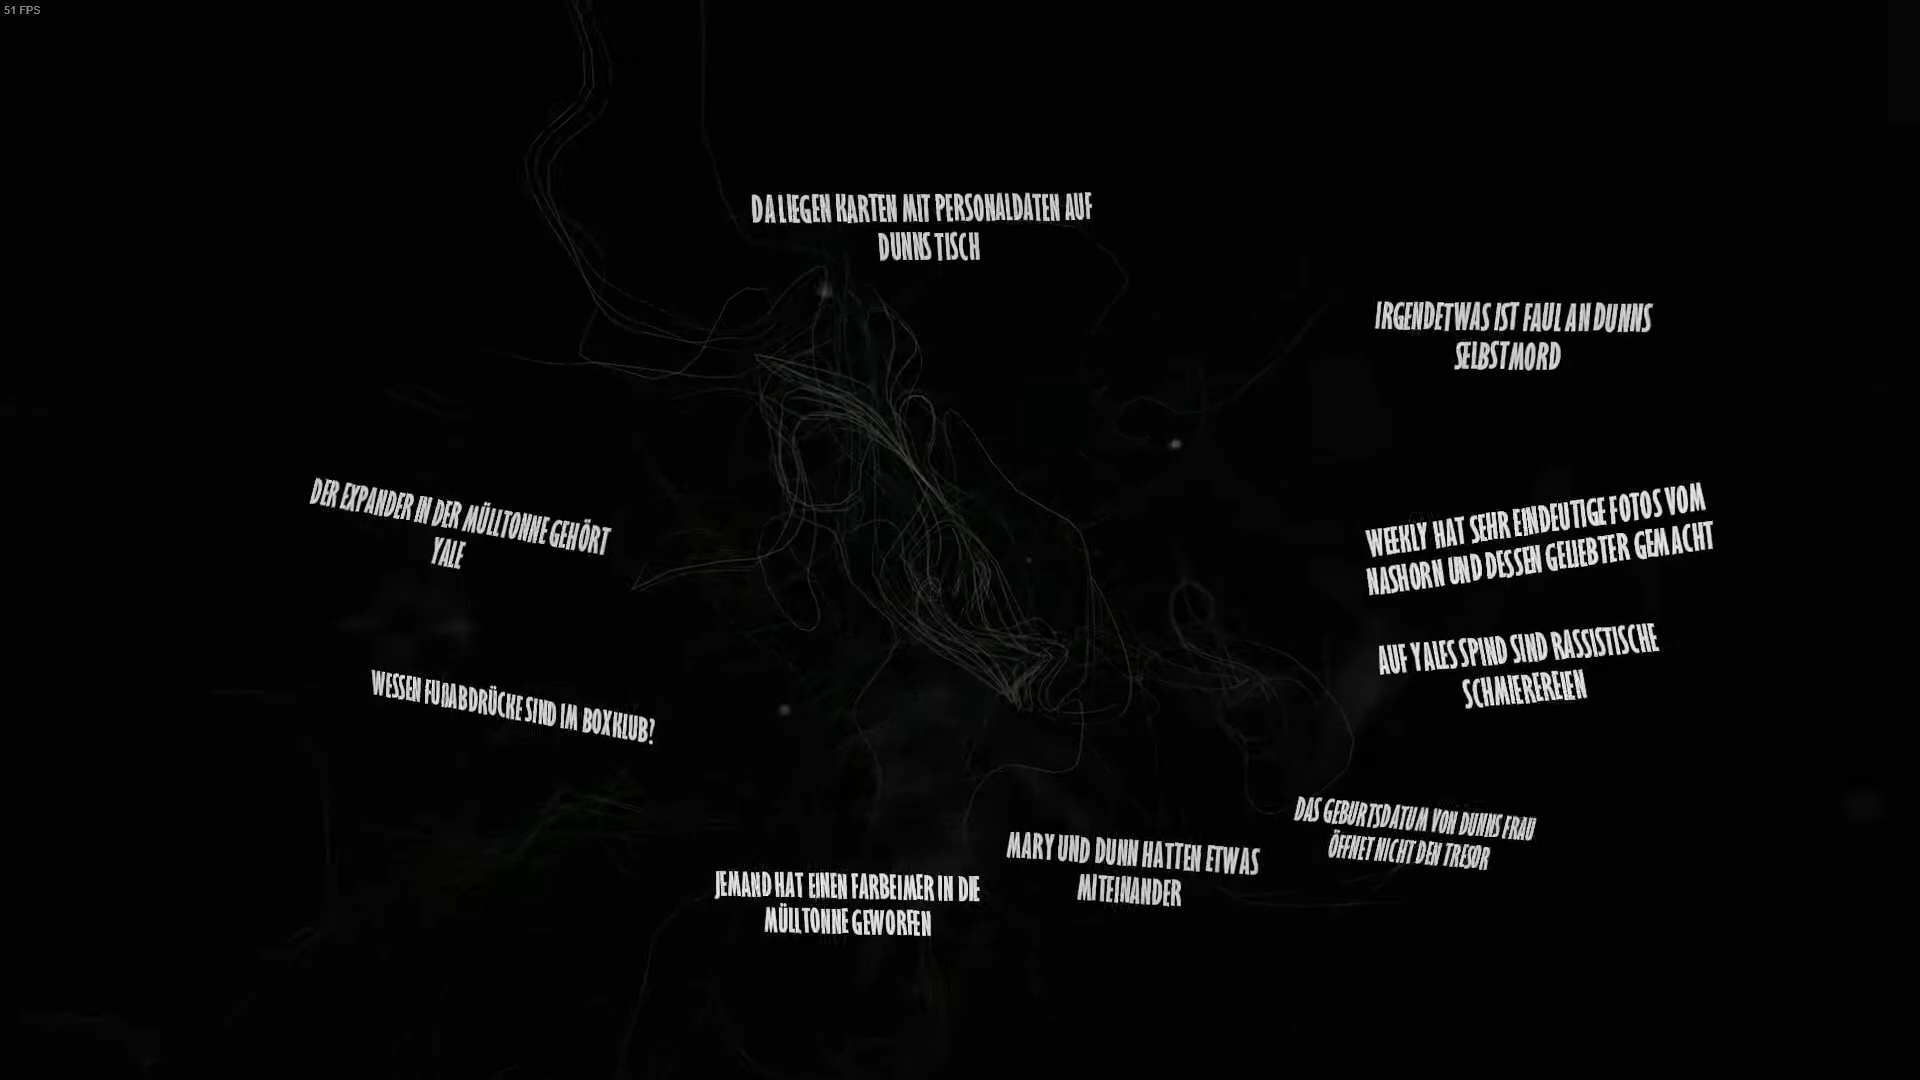 51 FPS
DA LIEGEN KARTEN MIT PERSONALDATEN AUF
DUNNS TISCH
IRGENDETWAS IST FAUL AN DUNNS
SELBSTMORD
DER EXPANDER IN DER MÜLLTONNE GEHÖRT
YALE
WEEKLY HAT SEHR EINDEUTIGE FOTOS VOM
NASHORN UND DESSEN GELIEBTER GEMACHT
AUF YALES SPIND SIND RASSISTISCHE
SCHMIEREREIEN
WESSEN FUẞABDRÜCKE SIND IM BOXKLUB?
DAS GEBURTSDATUM VON DUNNS FRAU
ÖFFNET NICHT DEN TRESOR
MARY UND DUNN HATTEN ETWAS
MITEINANDER
JEMAND HAT EINEN FARBEIMER IN DIE
MÜLLTONNE GEWORFEN